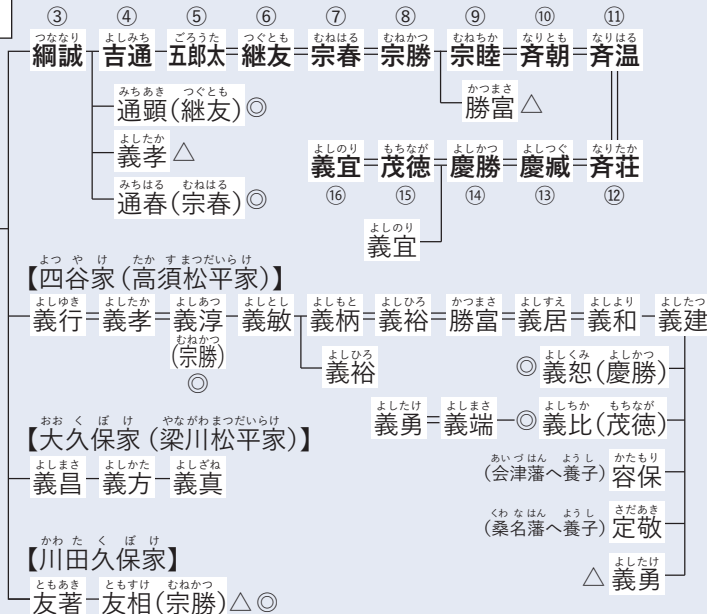 ③ ④ ⑤ ⑥ ⑦ ⑧ ⑨ ⑩ ⑪
つななり よしみち ごろうた つぐとも むねはる むねかつ むねちか なりとも なりはる
綱誠 吉通 五郎太 継友 宗春 宗勝 宗睦 斉朝 斉温
みちあき つぐとも
通顕(継友)◎
かつまさ
勝富△
よしたか
義孝△
よしのり もちなが よしかつ よしつぐ なりたか
義宜 茂徳 慶勝 慶臧 斉荘
⑯ ⑮ ⑭ ⑬ ⑫
みちはる むねはる
通春(宗春)◎
よしのり
義宜
よつやけ たかすまつだいらけ
【四谷家(高須松平家)】
よしゆき よしたか よしあつ よしとし よしもと よしひろ かつまさ よしすえ よしより よしたつ
義行 義孝 義淳 義敏 義柄 義裕 勝富 義居 義和 義建
むねかつ
(宗勝)
◎
よしひろ
義裕
よしくみ よしかつ
◎義恕(慶勝)
よしたけ よしまさ よしちか もちなが
義勇 義端 ◎義比(茂徳)
おおくぼけ やながわまつだいらけ
【大久保家(梁川松平家)】
よしまさ よしかた よしざね
義昌 義方 義真
あいづはん ようし かたもり
(会津藩へ養子)容保
くわなはん ようし さだあき
(桑名藩へ養子)定敬
よしたけ
△義勇
かわたくぼけ
【川田久保家】
ともあき ともすけ むねかつ
友著 友相(宗勝)△◎